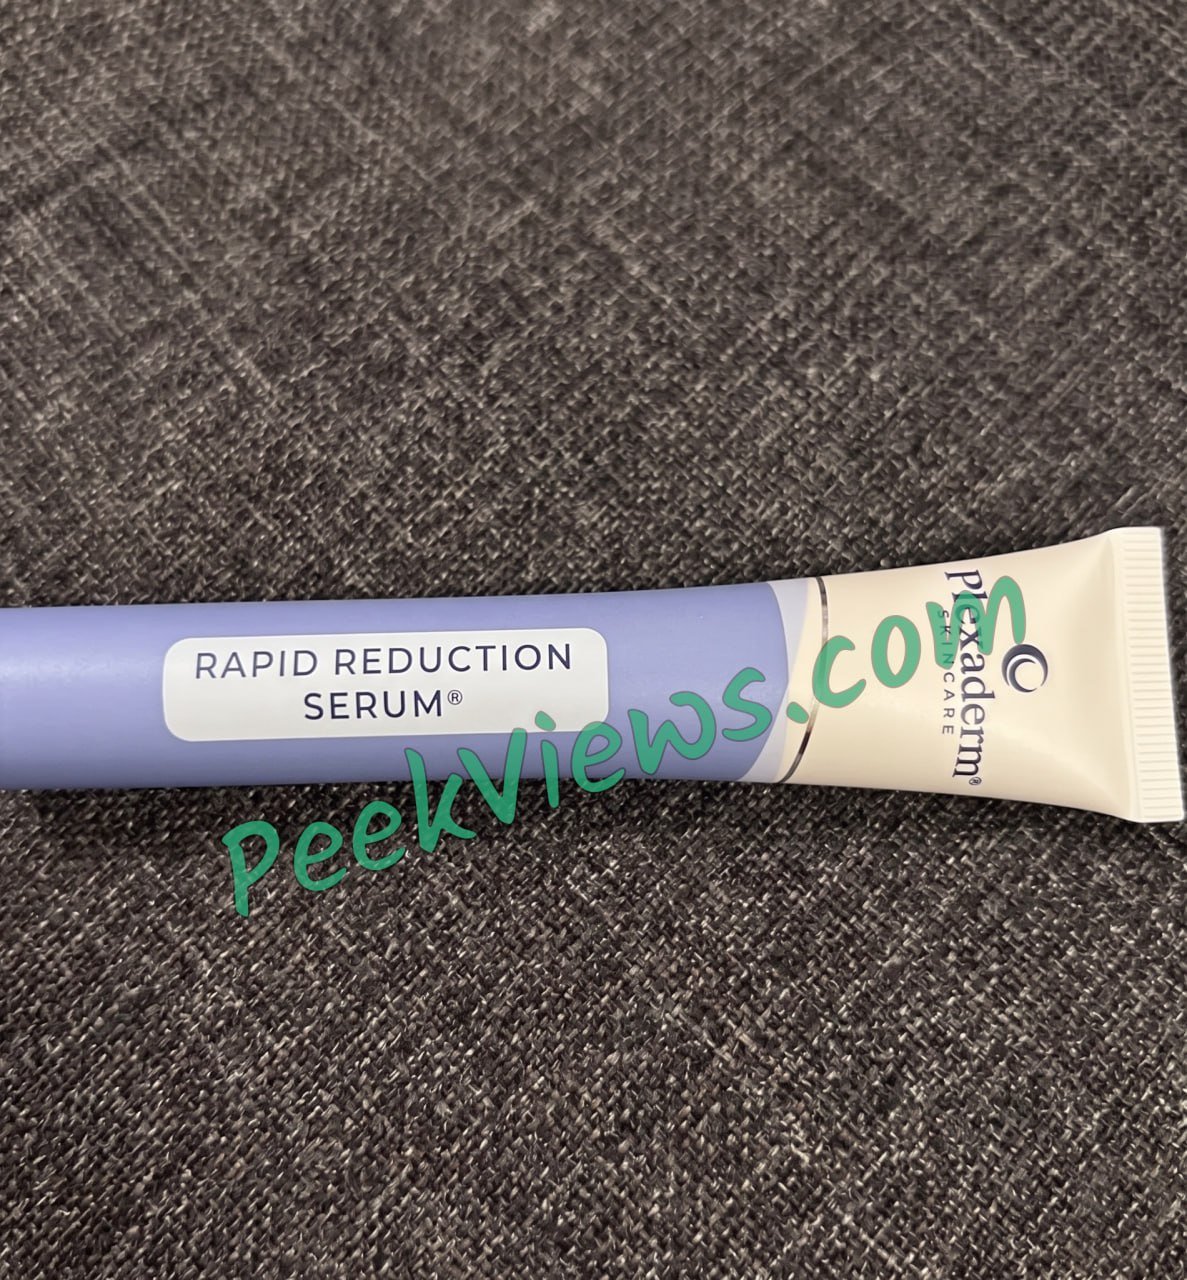 RAPID REDUCTION
SERUM®
Plexaderm®
SKINCARE
PeekViews.com